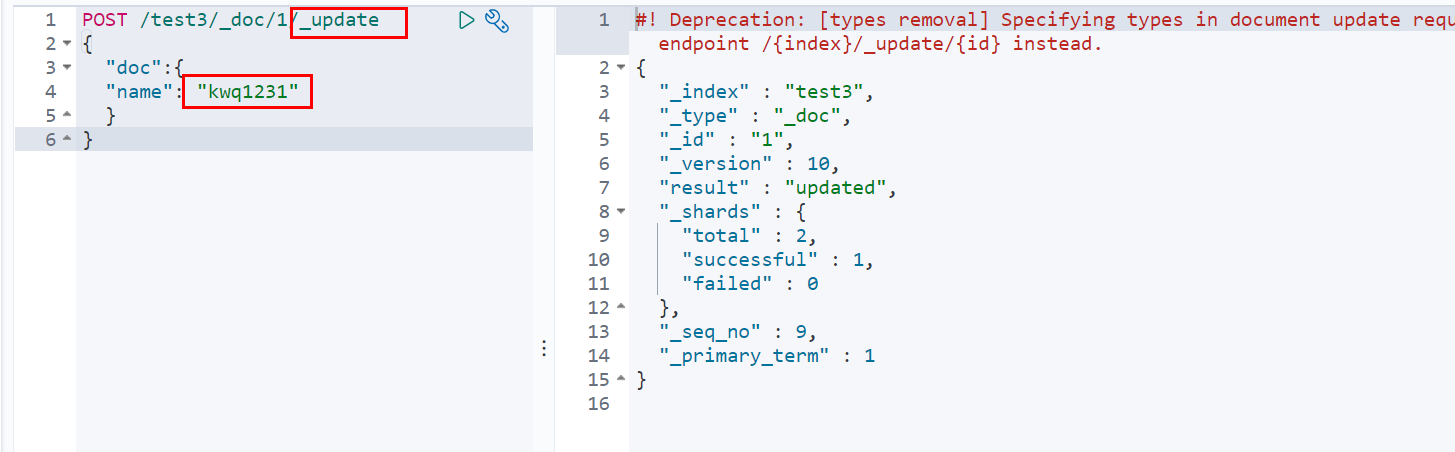 1 POST /test3/_doc/1/_update
2 {
3 "doc":{
4 "name": "kwq1231"
5 }
6 }
1 #! Deprecation: [types removal] Specifying types in document update requ
endpoint /{index}/_update/{id} instead.
2 {
3 "_index" : "test3",
4 "_type" : "_doc",
5 "_id" : "1",
6 "_version" : 10,
7 "result" : "updated",
8 "_shards" : {
9 "total" : 2,
10 "successful" : 1,
11 "failed" : 0
12 },
13 "_seq_no" : 9,
14 "_primary_term" : 1
15 }
16